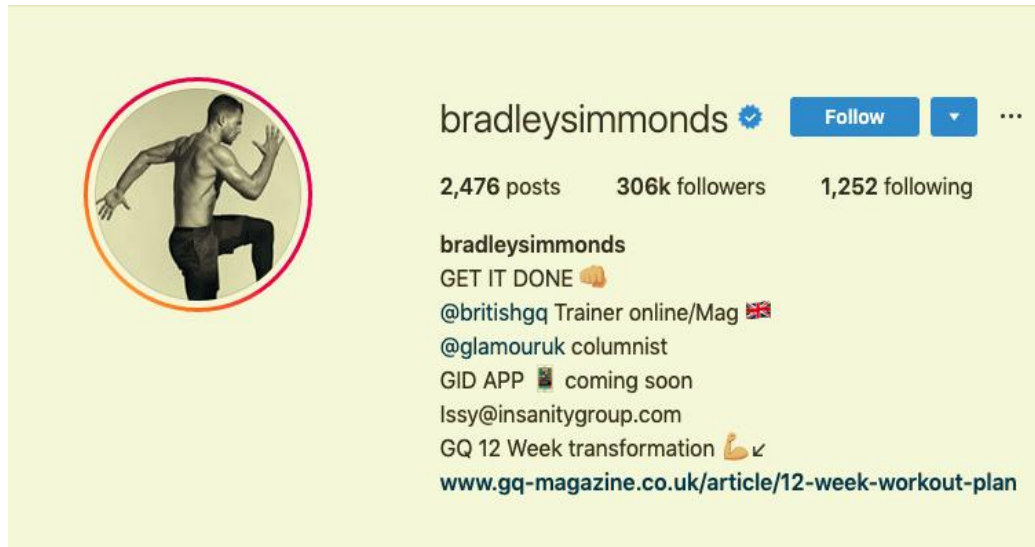 bradleysimmonds Follow ...
2,476 posts 306k followers 1,252 following
bradleysimmonds
GET IT DONE 👊🏼
@britishgq Trainer online/Mag 🇬🇧
@glamouruk columnist
GID APP 📱 coming soon
Issy@insanitygroup.com
GQ 12 Week transformation 💪🏼↙
www.gq-magazine.co.uk/article/12-week-workout-plan